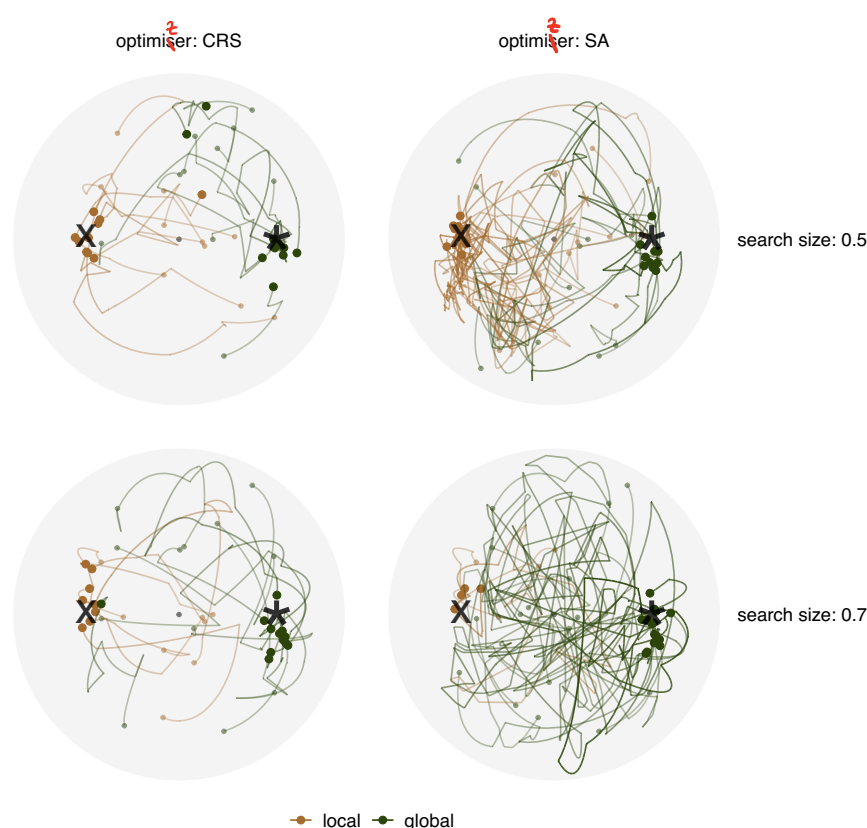 z z
optimiser: CRS optimiser: SA
X * X * search size: 0.5
X * X * search size: 0.7
local global